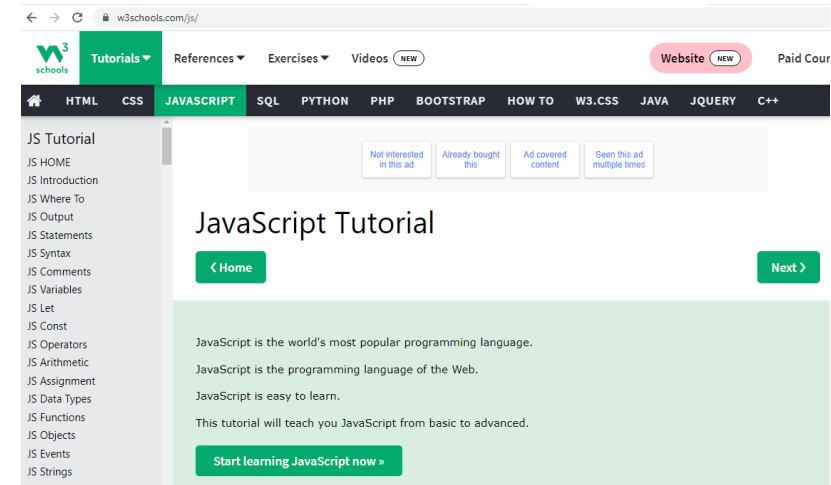 w3schools.com/js/
W 3
schools
Tutorials
References
Exercises
Videos NEW
Website NEW
Paid Cour
HTML CSS JAVASCRIPT SQL PYTHON PHP BOOTSTRAP HOW TO W3.CSS JAVA JQUERY C++
JS Tutorial
JS HOME
JS Introduction
JS Where To
JS Output
JS Statements
JS Syntax
JS Comments
JS Variables
JS Let
JS Const
JS Operators
JS Arithmetic
JS Assignment
JS Data Types
JS Functions
JS Objects
JS Events
JS Strings
Not interested
in this ad
Already bought
this
Ad covered
content
Seen this ad
multiple times
JavaScript Tutorial
❮ Home
Next ❯
JavaScript is the world's most popular programming language.
JavaScript is the programming language of the Web.
JavaScript is easy to learn.
This tutorial will teach you JavaScript from basic to advanced.
Start learning JavaScript now »